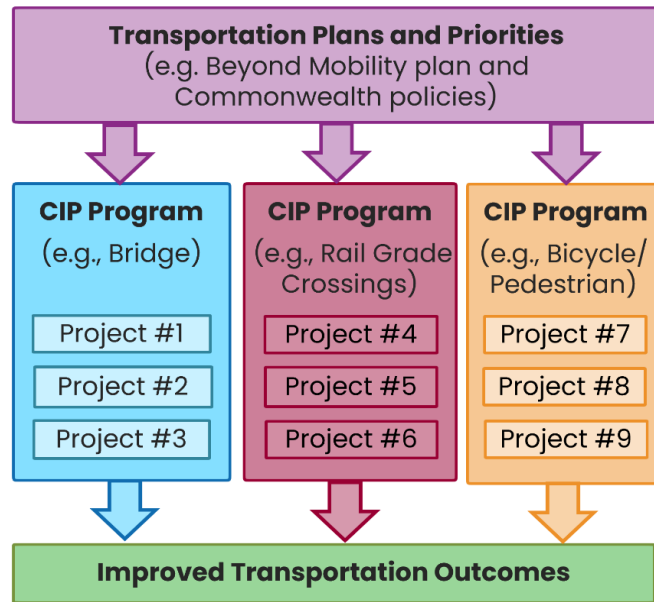 Transportation Plans and Priorities
(e.g. Beyond Mobility plan and
Commonwealth policies)
CIP Program
(e.g., Bridge)
Project #1
Project #2
Project #3
CIP Program
(e.g., Rail Grade
Crossings)
Project #4
Project #5
Project #6
CIP Program
(e.g., Bicycle/
Pedestrian)
Project #7
Project #8
Project #9
Improved Transportation Outcomes